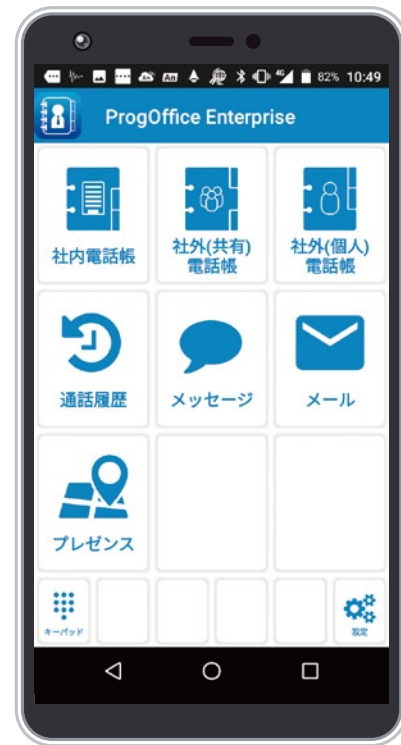 An 4G 82% 10:49
ProgOffice Enterprise
社内電話帳
社外(共有)
電話帳
社外(個人)
電話帳
通話履歴
メッセージ
メール
プレゼンス
キーパッド
設定